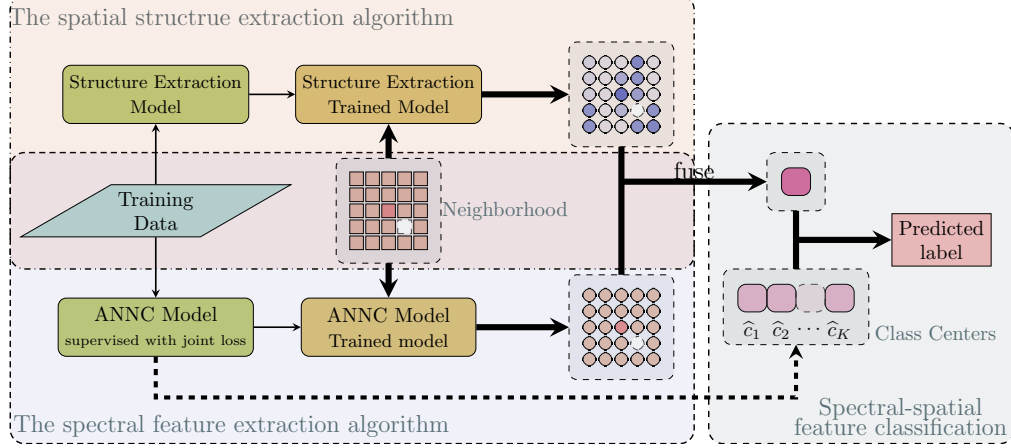 The spatial structrue extraction algorithm
Structure Extraction
Model
Structure Extraction
Trained Model
fuse
Training
Data
Neighborhood
Predicted
label
ANNC Model
supervised with joint loss
ANNC Model
Trained model
ĉ₁ ĉ₂ ⋯ ĉ_K
Class Centers
The spectral feature extraction algorithm
Spectral-spatial
feature classification